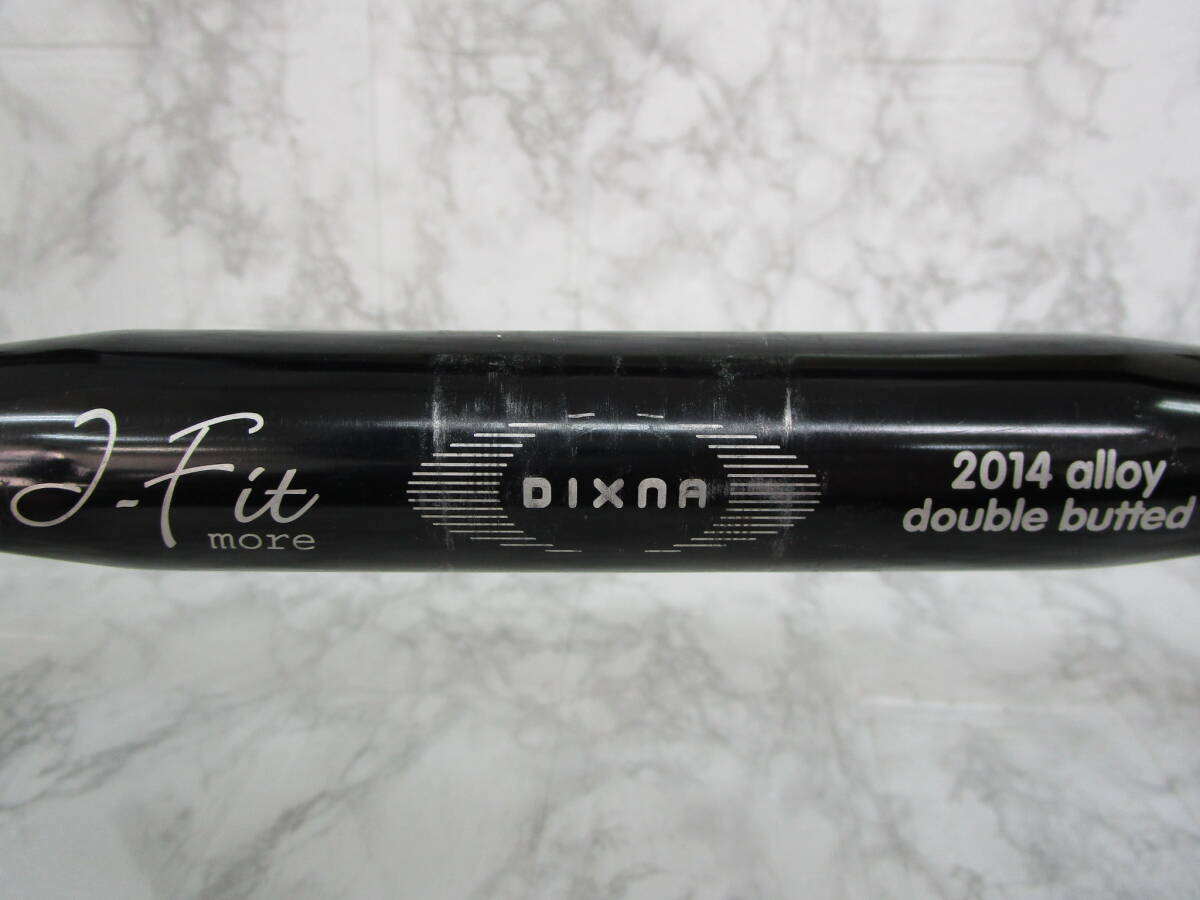 J-Fit
more
DIXNA
2014 alloy
double butted